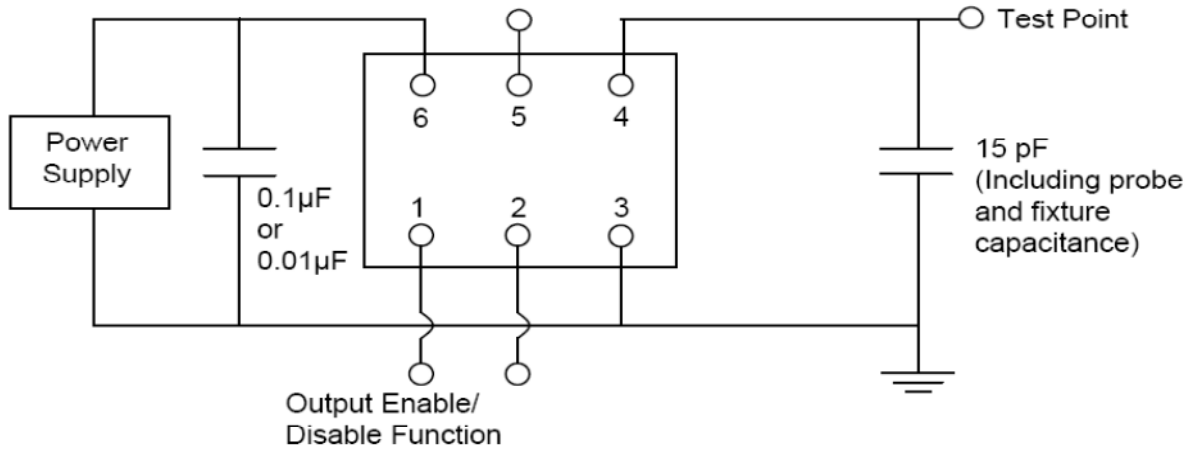 Test Point
6
5
4
Power
Supply
15 pF
(Including probe
and fixture
capacitance)
0.1µF
or
0.01µF
1
2
3
Output Enable/
Disable Function